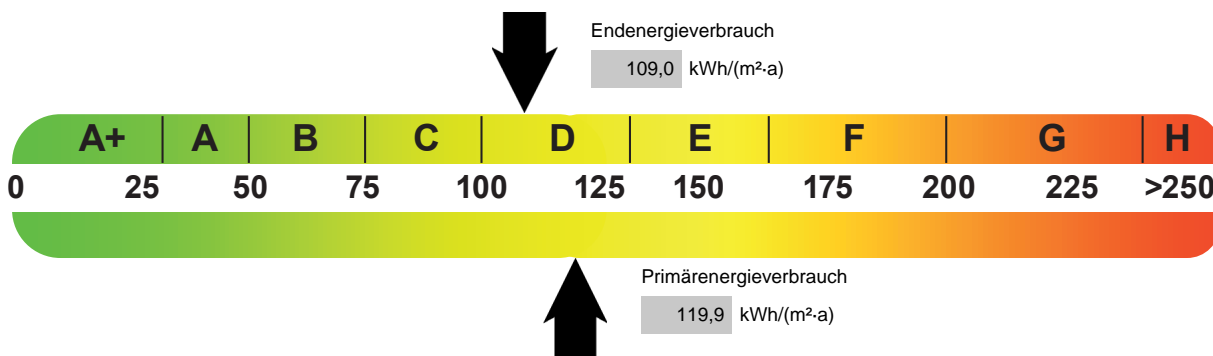 Endenergieverbrauch
109,0 kWh/(m²·a)
A+ A B C D E F G H
0 25 50 75 100 125 150 175 200 225 >250
Primärenergieverbrauch
119,9 kWh/(m²·a)